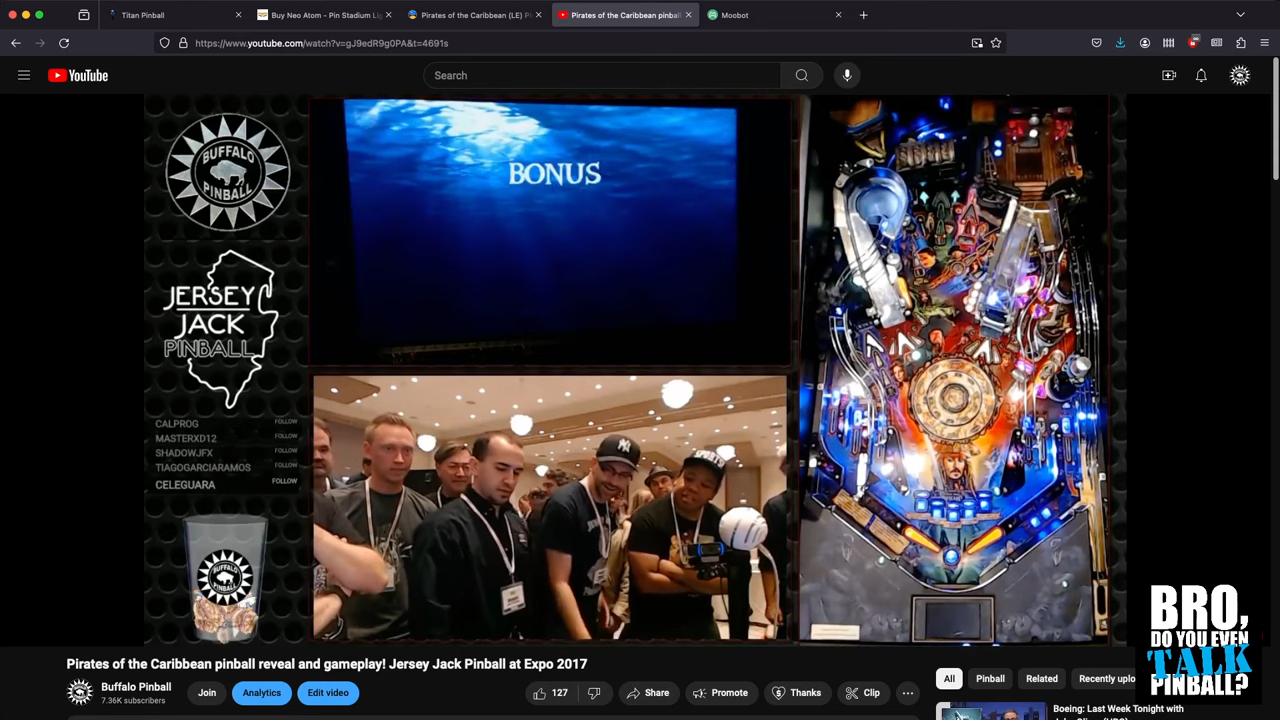 Titan Pinball
Buy Neo Atom - Pin Stadium Li
Pirates of the Caribbean (LE) Pi
Pirates of the Caribbean pinball
Moobot
https://www.youtube.com/watch?v=gJ9edR9g0PA&t=4691s
YouTube
Search
BUFFALO
PINBALL
JERSEY
JACK
PINBALL
CALPROG FOLLOW
MASTERXD12 FOLLOW
SHADOWJFX FOLLOW
TIAGOGARCIARAMOS FOLLOW
CELEGUARA FOLLOW
BUFFALO
PINBALL
BONUS
Pirates of the Caribbean pinball reveal and gameplay! Jersey Jack Pinball at Expo 2017
Buffalo Pinball
7.36K subscribers
Join
Analytics
Edit video
127
Share
Promote
Thanks
Clip
All
Pinball
Related
Recently uplo
Boeing: Last Week Tonight with
BRO,
DO YOU EVEN
TALK
PINBALL?